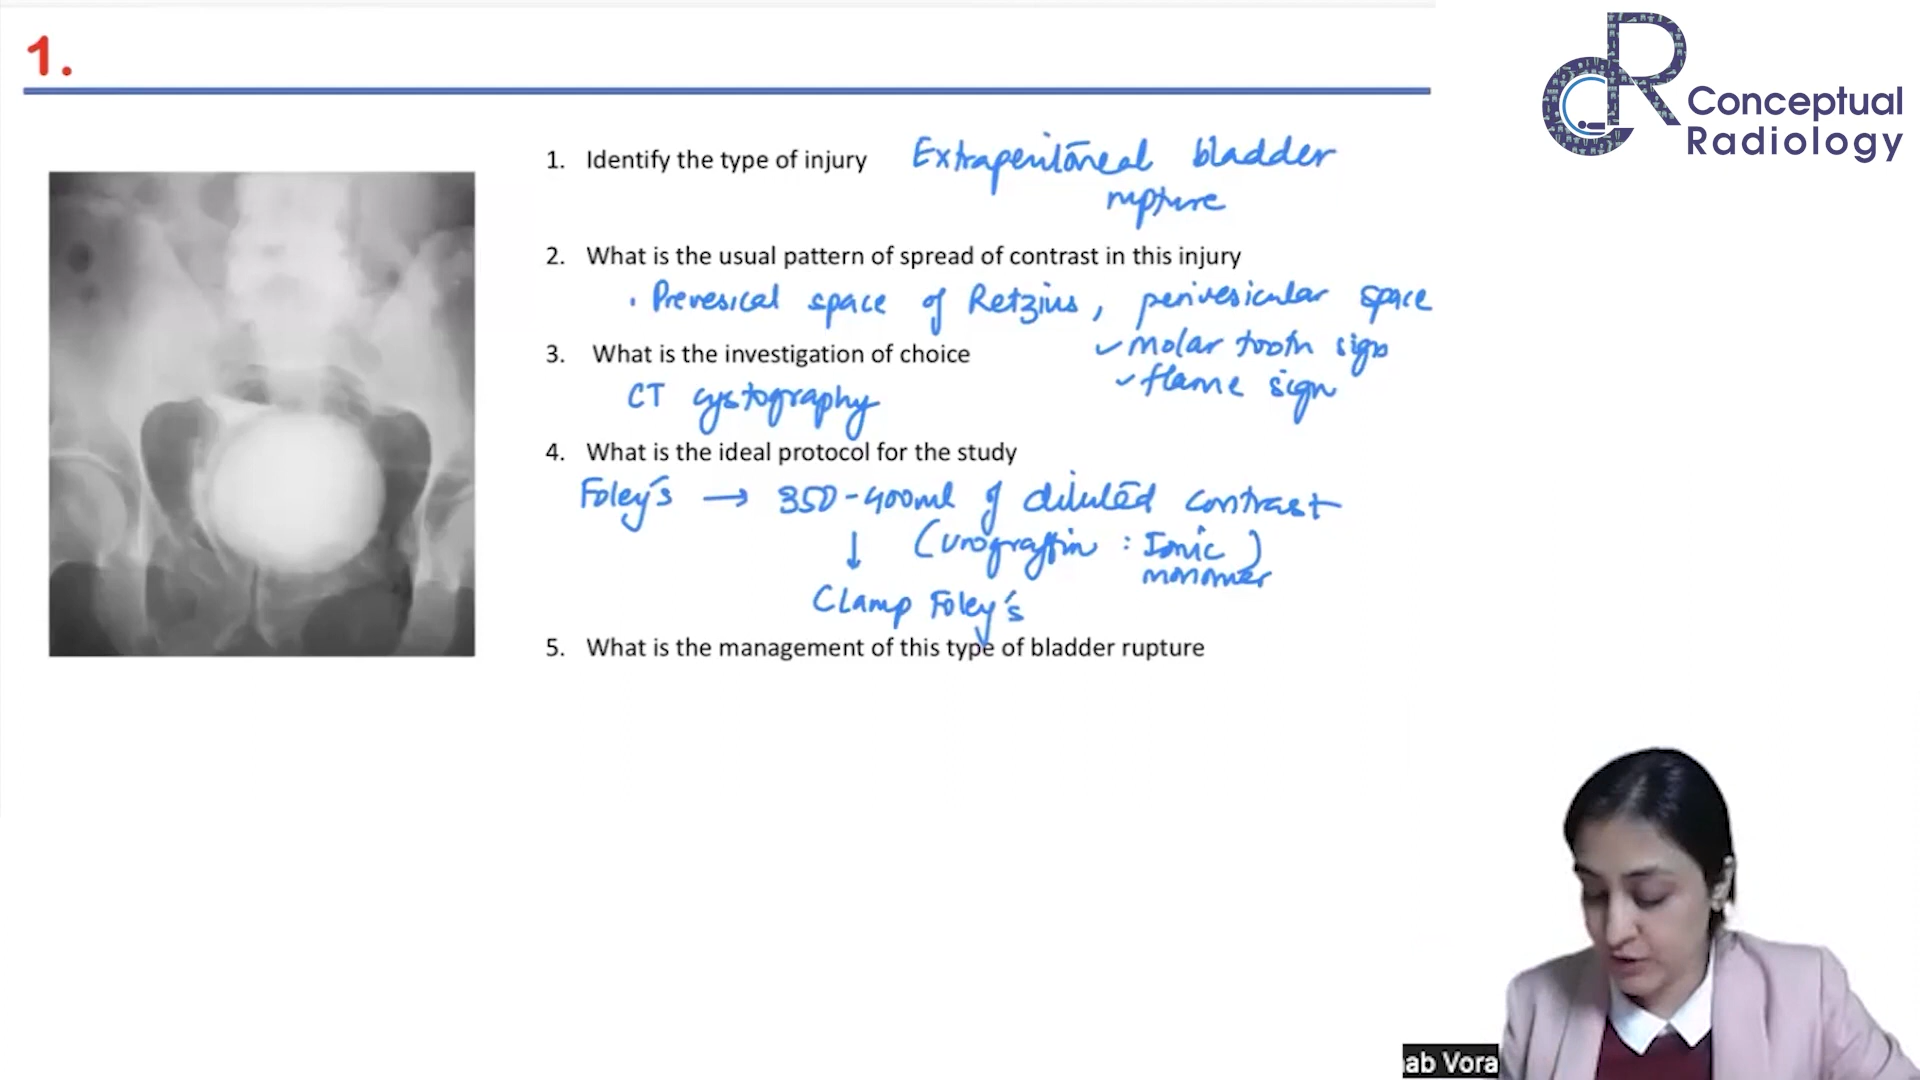 1.
CR Conceptual
Radiology
1. Identify the type of injury Extraperitoneal bladder
rupture
2. What is the usual pattern of spread of contrast in this injury
• Prevesical space of Retzius, perivesicular space
✓ molar tooth sign
3. What is the investigation of choice
✓ flame sign
CT cystography
4. What is the ideal protocol for the study
Foley's → 350-400ml of diluted contrast
↓ (Urograffin : Ionic)
monomer
Clamp Foley's
5. What is the management of this type of bladder rupture
ab Vora